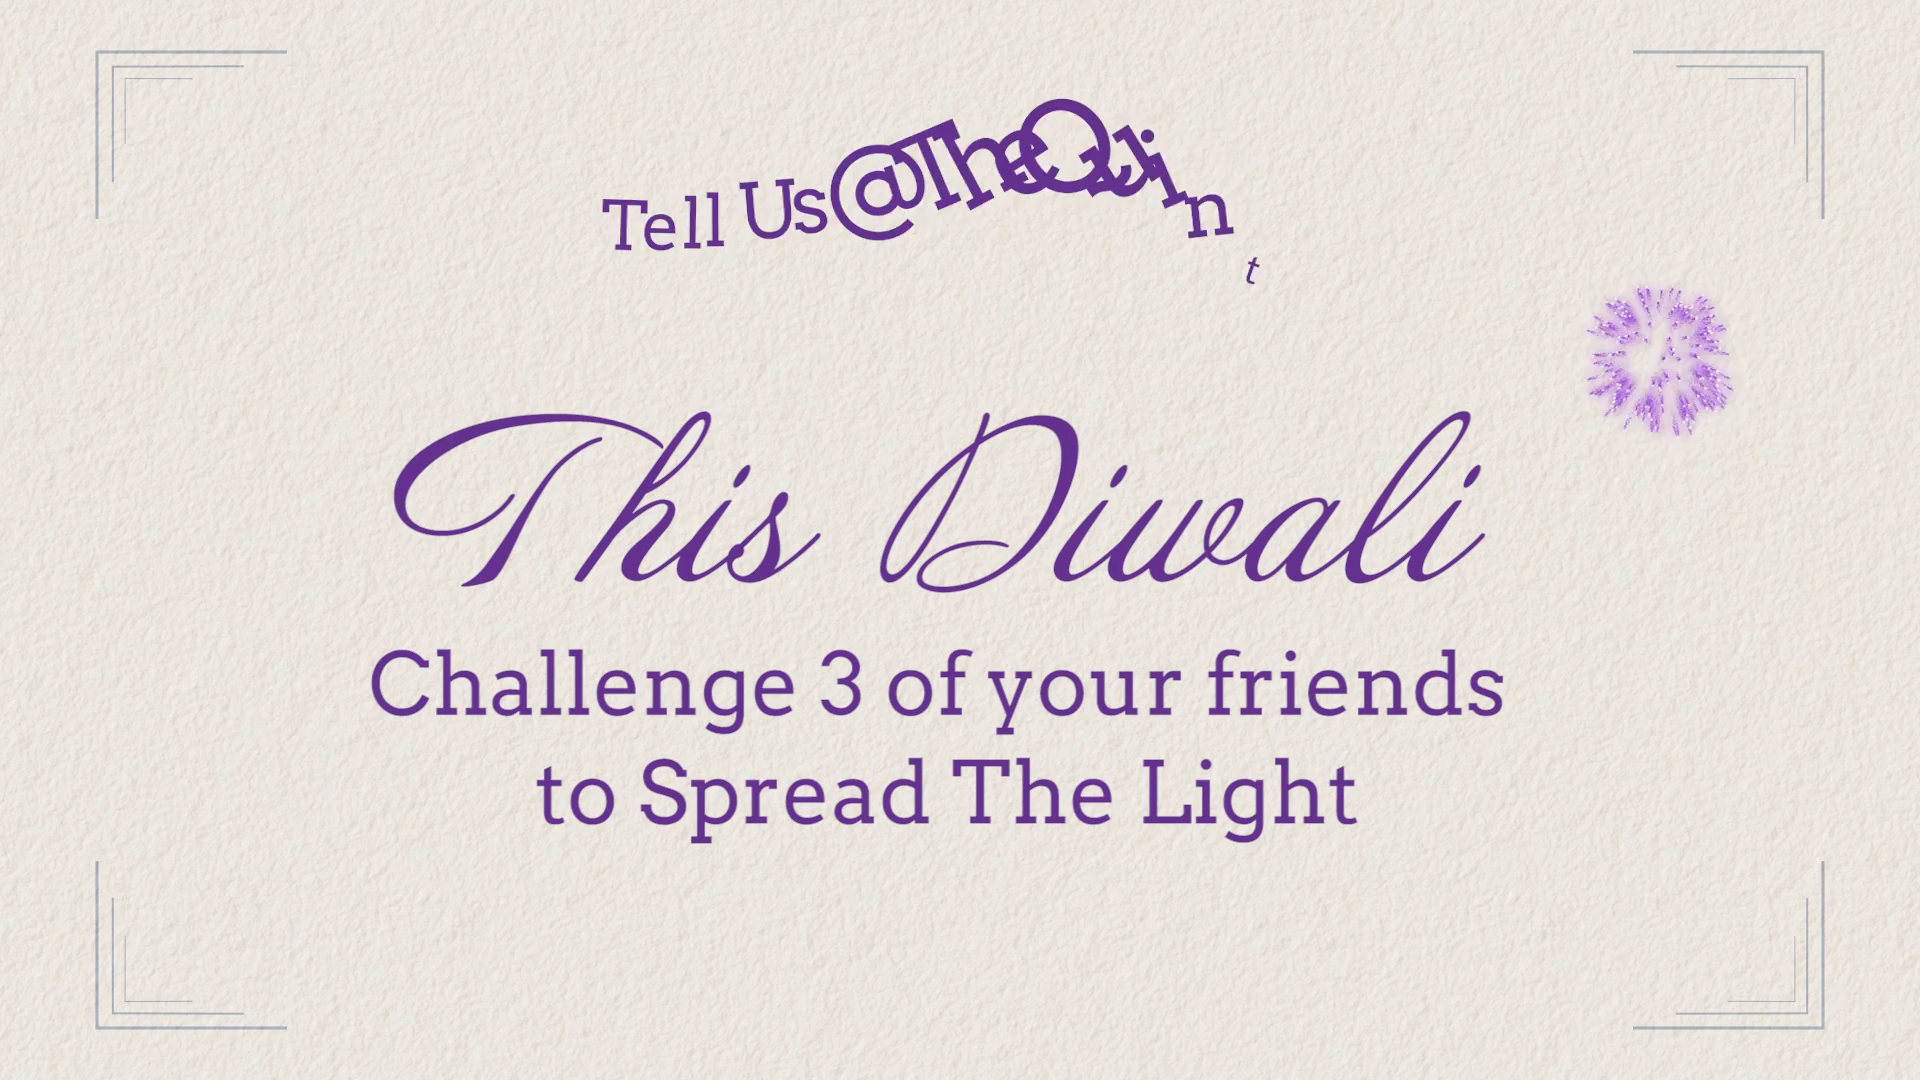 Tell Us @TheQuint
This Diwali
Challenge 3 of your friends
to Spread The Light